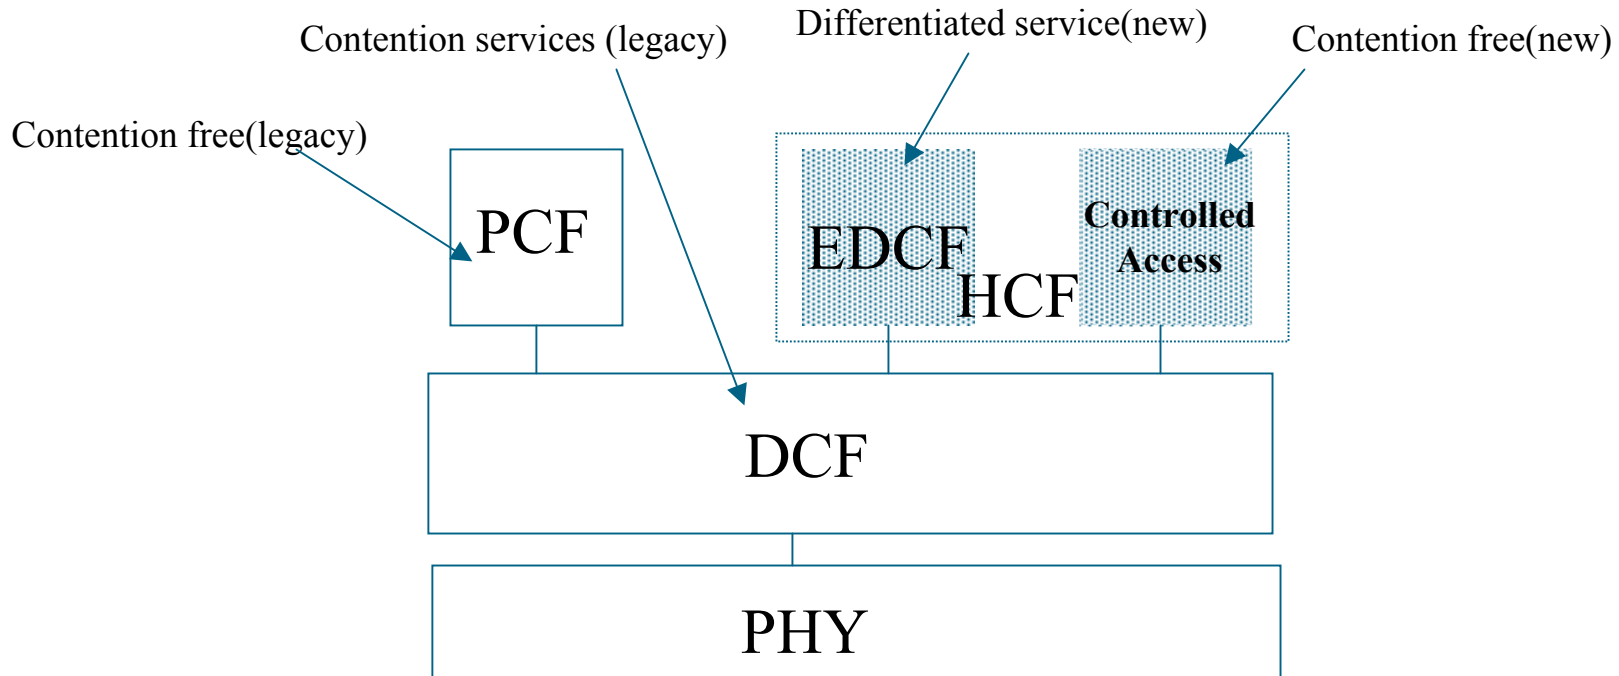 Differentiated service(new)
Contention services (legacy)
Contention free(new)
Contention free(legacy)
PCF
EDCF
HCF
Controlled
Access
DCF
PHY